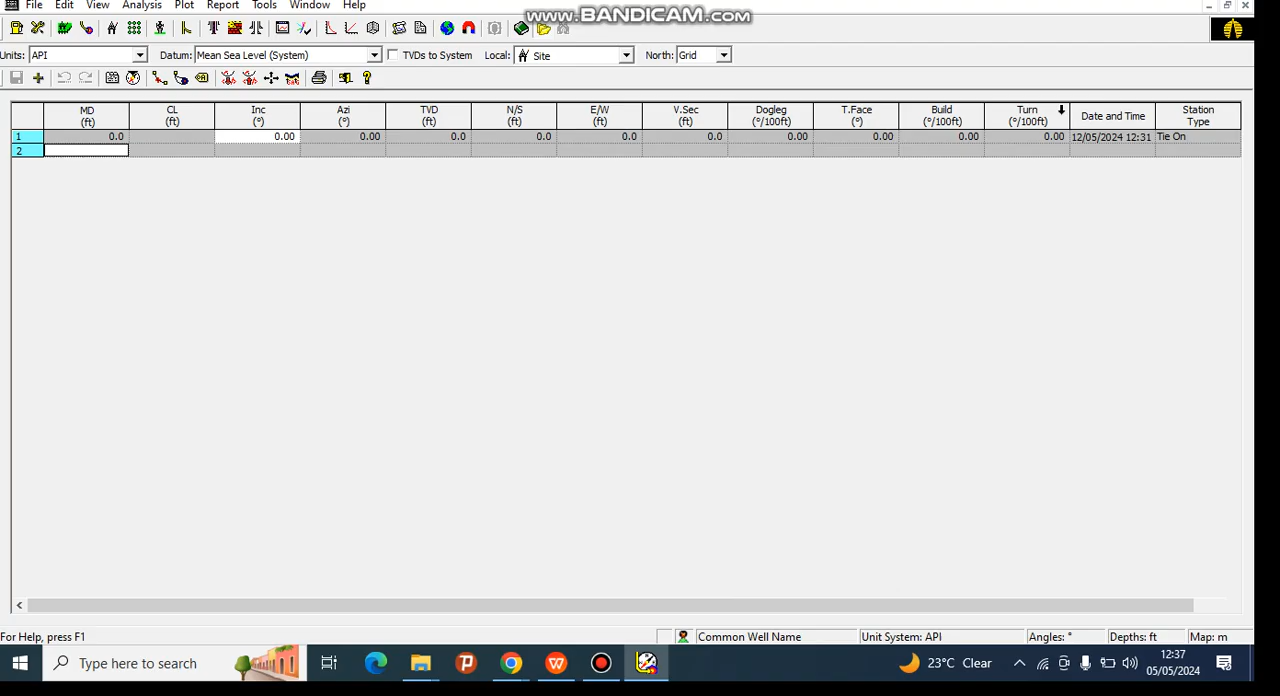 File Edit View Analysis Plot Report Tools Window Help
www.BANDICAM.com
Units: API Datum: Mean Sea Level (System) TVDs to System Local: Site North: Grid
MD (ft) CL (ft) Inc (°) Azi (°) TVD (ft) N/S (ft) E/W (ft) V.Sec (ft) Dogleg (°/100ft) T.Face (°) Build (°/100ft) Turn (°/100ft) Date and Time Station Type
1 0.0 0.00 0.00 0.0 0.0 0.0 0.0 0.00 0.00 0.00 0.00 12/05/2024 12:31 Tie On
2
For Help, press F1 Common Well Name Unit System: API Angles: ° Depths: ft Map: m
Type here to search 23°C Clear 12:37
05/05/2024